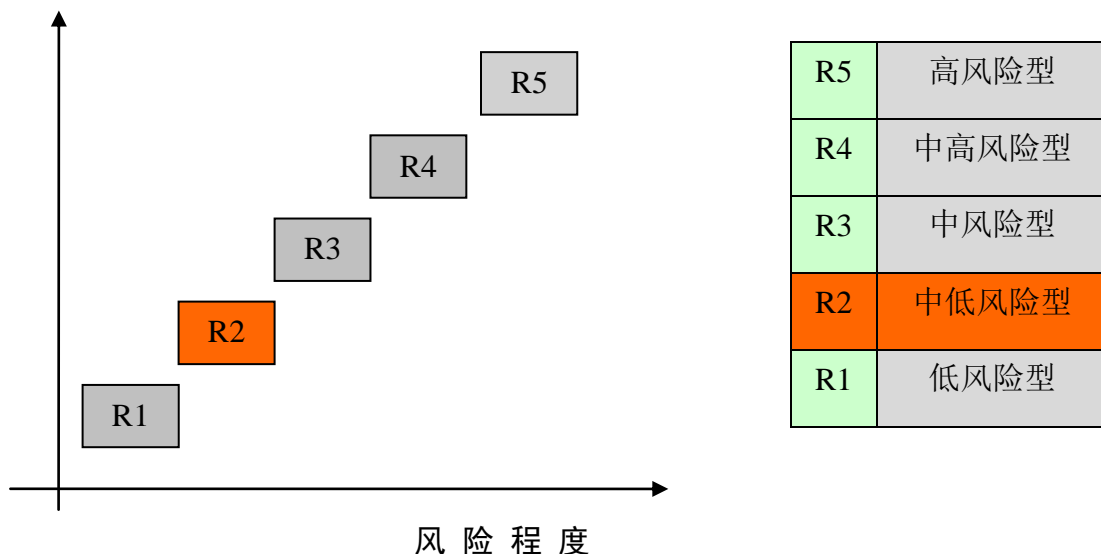 R5
R4
R3
R2
R1
风险程度
R5 高风险型
R4 中高风险型
R3 中风险型
R2 中低风险型
R1 低风险型